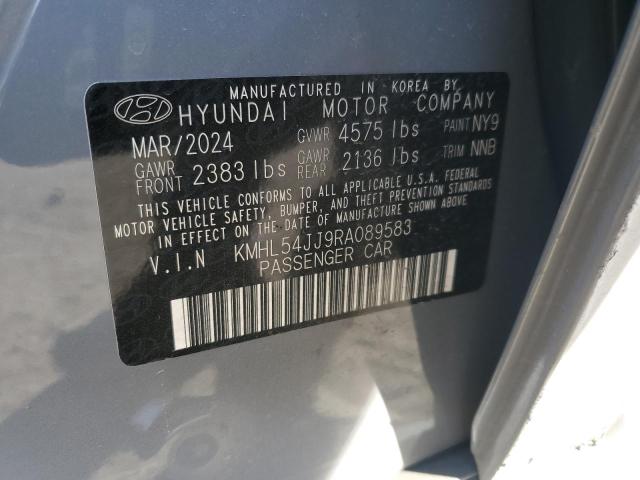 MANUFACTURED IN KOREA BY
HYUNDAI MOTOR COMPANY
MAR/2024 GVWR 4575 lbs PAINT NY9
GAWR FRONT 2383 lbs GAWR REAR 2136 lbs TRIM NNB
THIS VEHICLE CONFORMS TO ALL APPLICABLE U.S.A. FEDERAL
MOTOR VEHICLE SAFETY, BUMPER, AND THEFT PREVENTION STANDARDS
IN EFFECT ON THE DATE OF MANUFACTURE SHOWN ABOVE.
V.I.N KMHL54JJ9RA089583
PASSENGER CAR